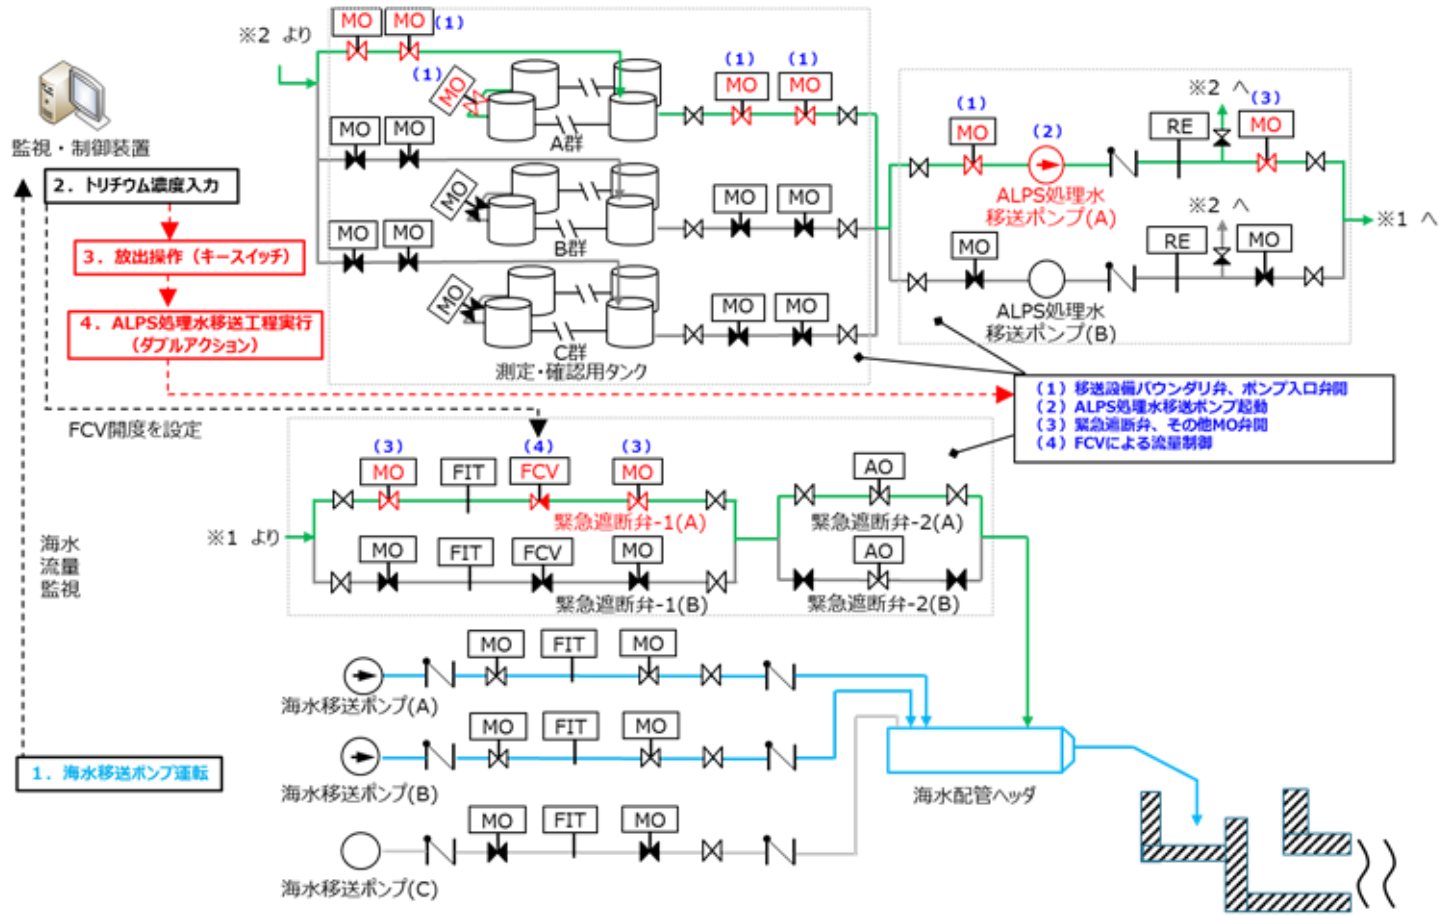 ※2 より
MO
MO
(1)
(1)
MO
(1)
(1)
MO
MO
A群
MO
MO
MO
MO
MO
B群
MO
MO
MO
MO
MO
C群
測定・確認用タンク
監視・制御装置
2. トリチウム濃度入力
3. 放出操作（キースイッチ）
4. ALPS処理水移送工程実行
（ダブルアクション）
FCV開度を設定
(1)
MO
(2)
ALPS処理水
移送ポンプ(A)
RE
※2 へ
(3)
MO
※1 へ
MO
ALPS処理水
移送ポンプ(B)
RE
※2 へ
MO
(1) 移送設備バウンダリ弁、ポンプ入口弁開
(2) ALPS処理水移送ポンプ起動
(3) 緊急遮断弁、その他MO弁開
(4) FCVによる流量制御
※1 より
(3)
MO
FIT
(4)
FCV
(3)
MO
緊急遮断弁-1(A)
AO
緊急遮断弁-2(A)
MO
FIT
FCV
MO
緊急遮断弁-1(B)
AO
緊急遮断弁-2(B)
海水
流量
監視
1. 海水移送ポンプ運転
MO
FIT
MO
海水移送ポンプ(A)
MO
FIT
MO
海水移送ポンプ(B)
MO
FIT
MO
海水移送ポンプ(C)
海水配管ヘッダ